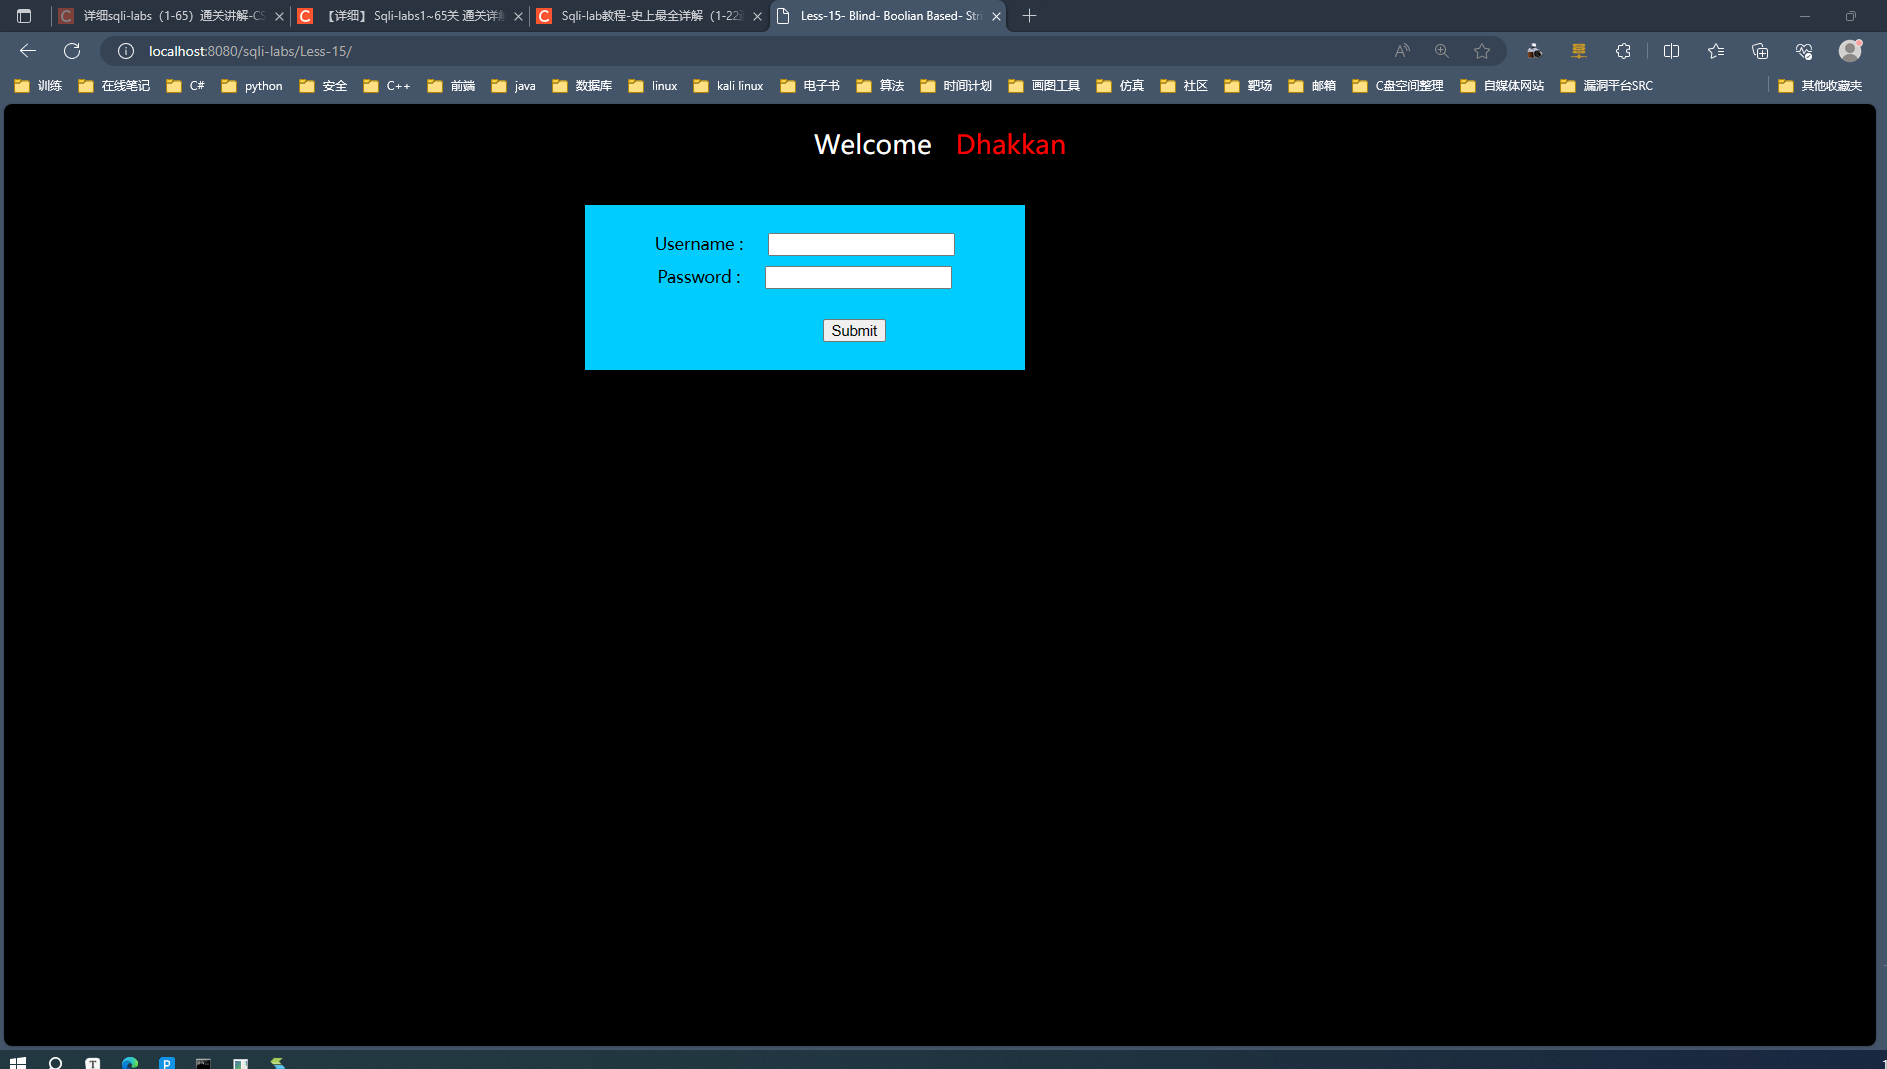 详细sqli-labs（1-65）通关讲解-CS
【详细】 Sqli-labs1~65关 通关详解
Sqli-lab教程-史上最全详解（1-22
Less-15- Blind- Boolian Based- Stri
localhost:8080/sqli-labs/Less-15/
训练
在线笔记
C#
python
安全
C++
前端
java
数据库
linux
kali linux
电子书
算法
时间计划
画图工具
仿真
社区
靶场
邮箱
C盘空间整理
自媒体网站
漏洞平台SRC
其他收藏夹
Welcome Dhakkan
Username :
Password :
Submit